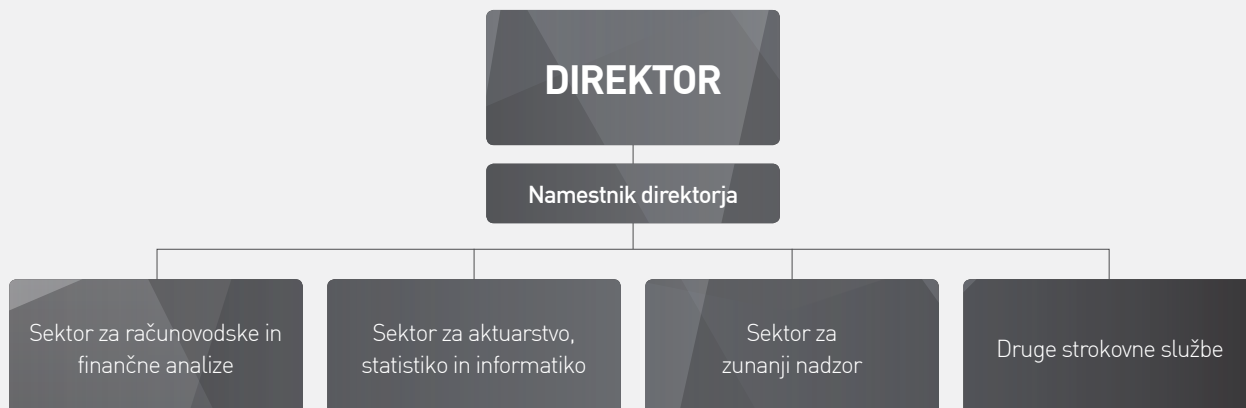 DIREKTOR
Namestnik direktorja
Sektor za računovodske in
finančne analize
Sektor za aktuarstvo,
statistiko in informatiko
Sektor za
zunanji nadzor
Druge strokovne službe